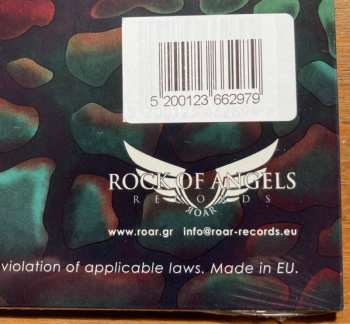 5 200123 662979
ROCK OF ANGELS
RECORDS
ROAR
www.roar.gr info@roar-records.eu
violation of applicable laws. Made in EU.